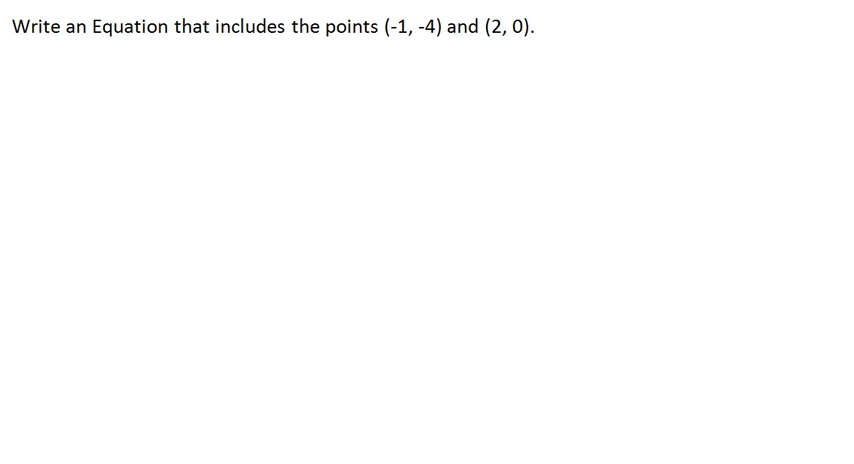 Write an Equation that includes the points (-1, -4) and (2, 0).